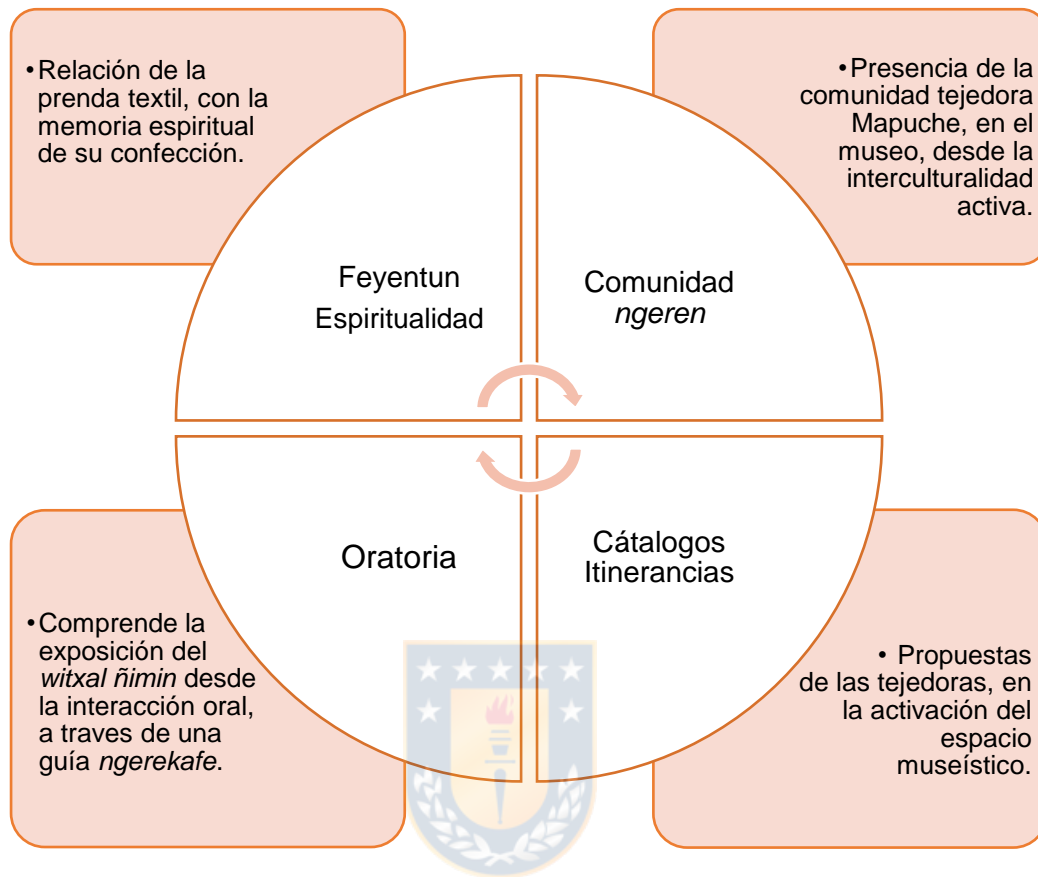 •Relación de la
prenda textil, con la
memoria espiritual
de su confección.
•Presencia de la
comunidad tejedora
Mapuche, en el
museo, desde la
interculturalidad
activa.
Feyentun
Espiritualidad
Comunidad
ngeren
Oratoria
Cátalogos
Itinerancias
•Comprende la
exposición del
witxal ñimin desde
la interacción oral,
a traves de una
guía ngerekafe.
• Propuestas
de las tejedoras, en
la activación del
espacio
museístico.